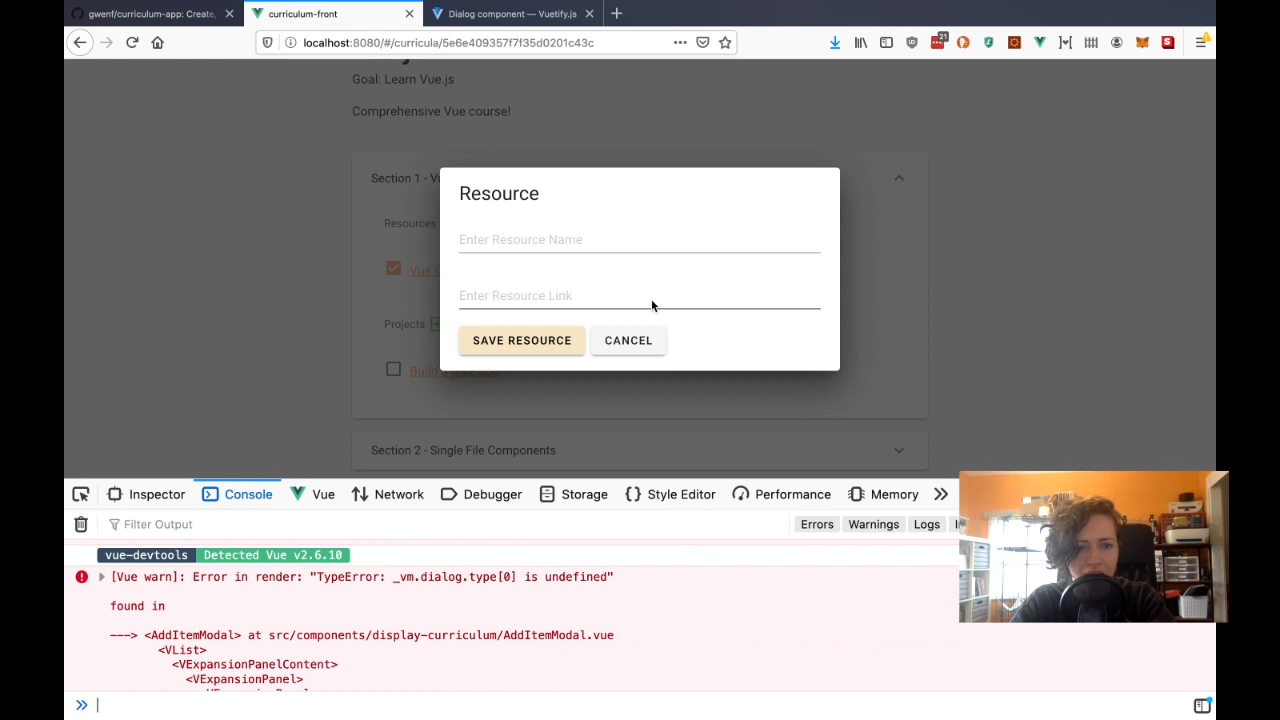 gwenf/curriculum-app: Create,
curriculum-front
Dialog component — Vuetify.js
localhost:8080/#/curricula/5e6e409357f7f35d0201c43c
21
Goal: Learn Vue.js
Comprehensive Vue course!
Section 1 - V
Resources
Vue
Projects
Build
Resource
Enter Resource Name
Enter Resource Link
SAVE RESOURCE
CANCEL
Section 2 - Single File Components
Inspector
Console
Vue
Network
Debugger
Storage
{} Style Editor
Performance
Memory
Filter Output
Errors
Warnings
Logs
vue-devtools Detected Vue v2.6.10
[Vue warn]: Error in render: "TypeError: _vm.dialog.type[0] is undefined"
found in
---> <AddItemModal> at src/components/display-curriculum/AddItemModal.vue
<VList>
<VExpansionPanelContent>
<VExpansionPanel>